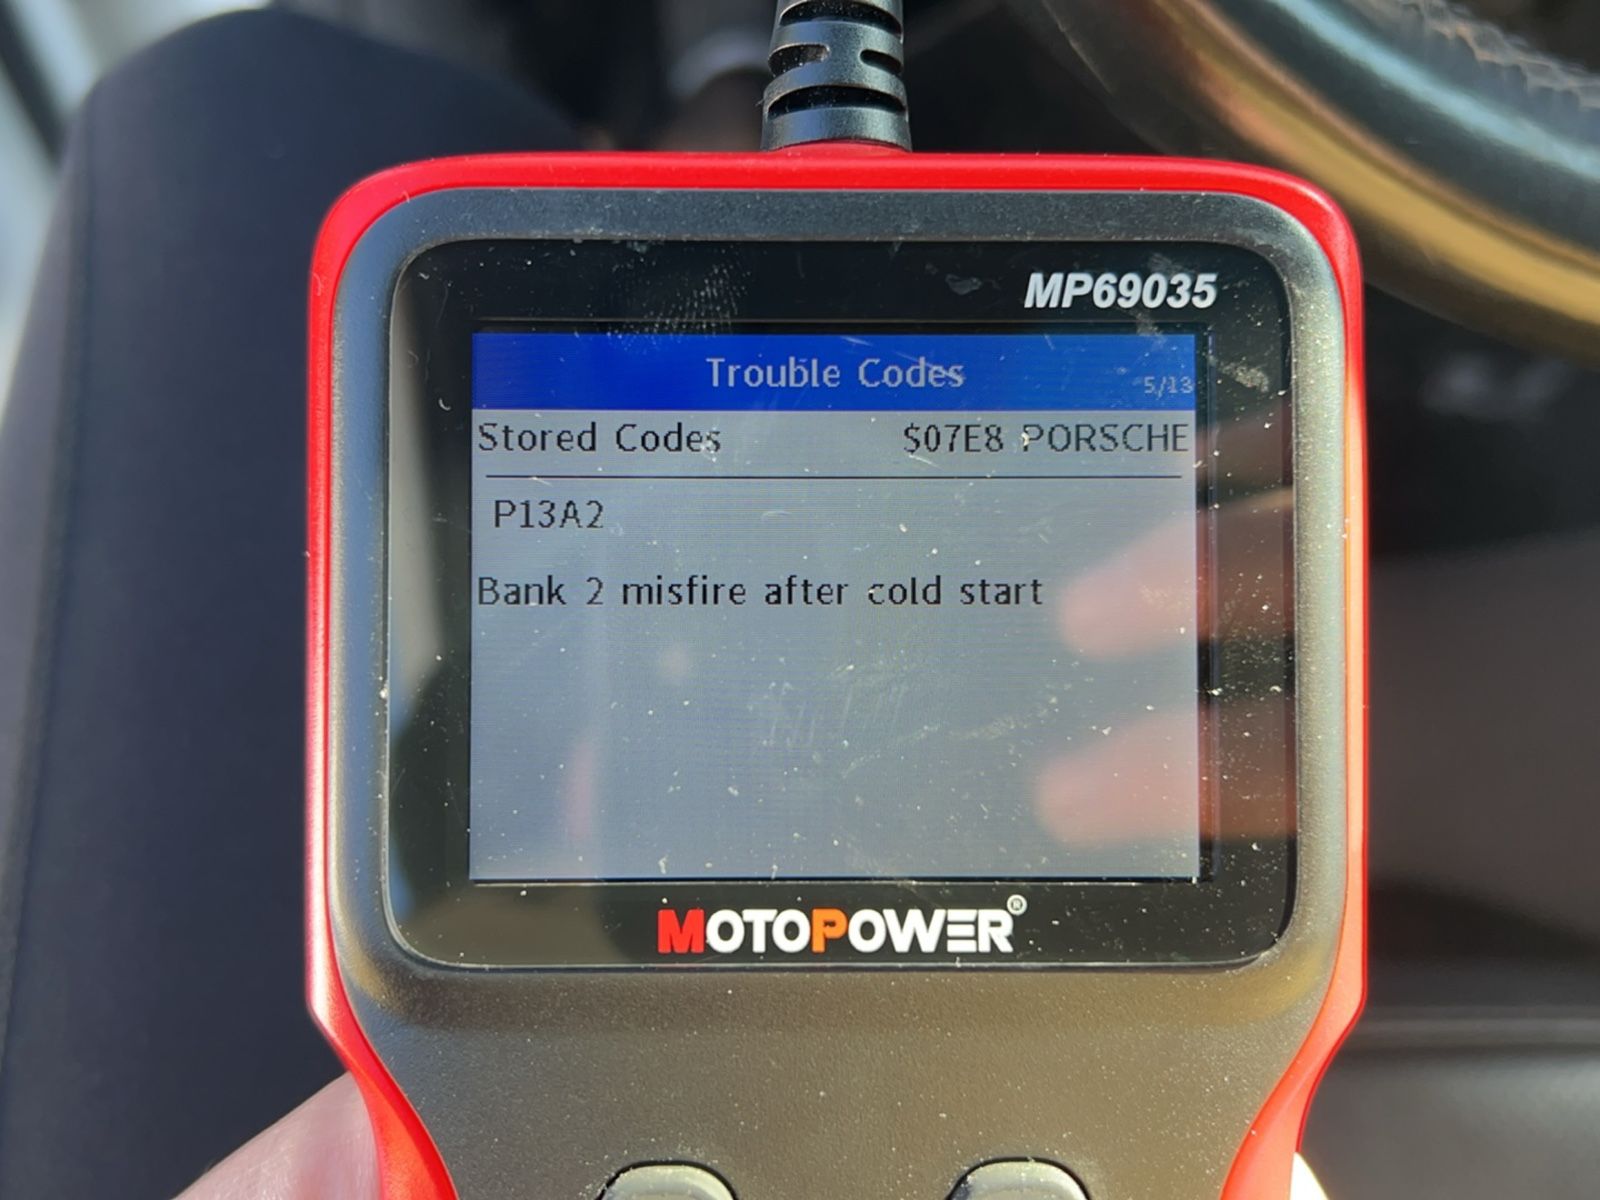 MP69035
Trouble Codes 5/13
Stored Codes $07E8 PORSCHE
P13A2
Bank 2 misfire after cold start
MOTOPOWER®